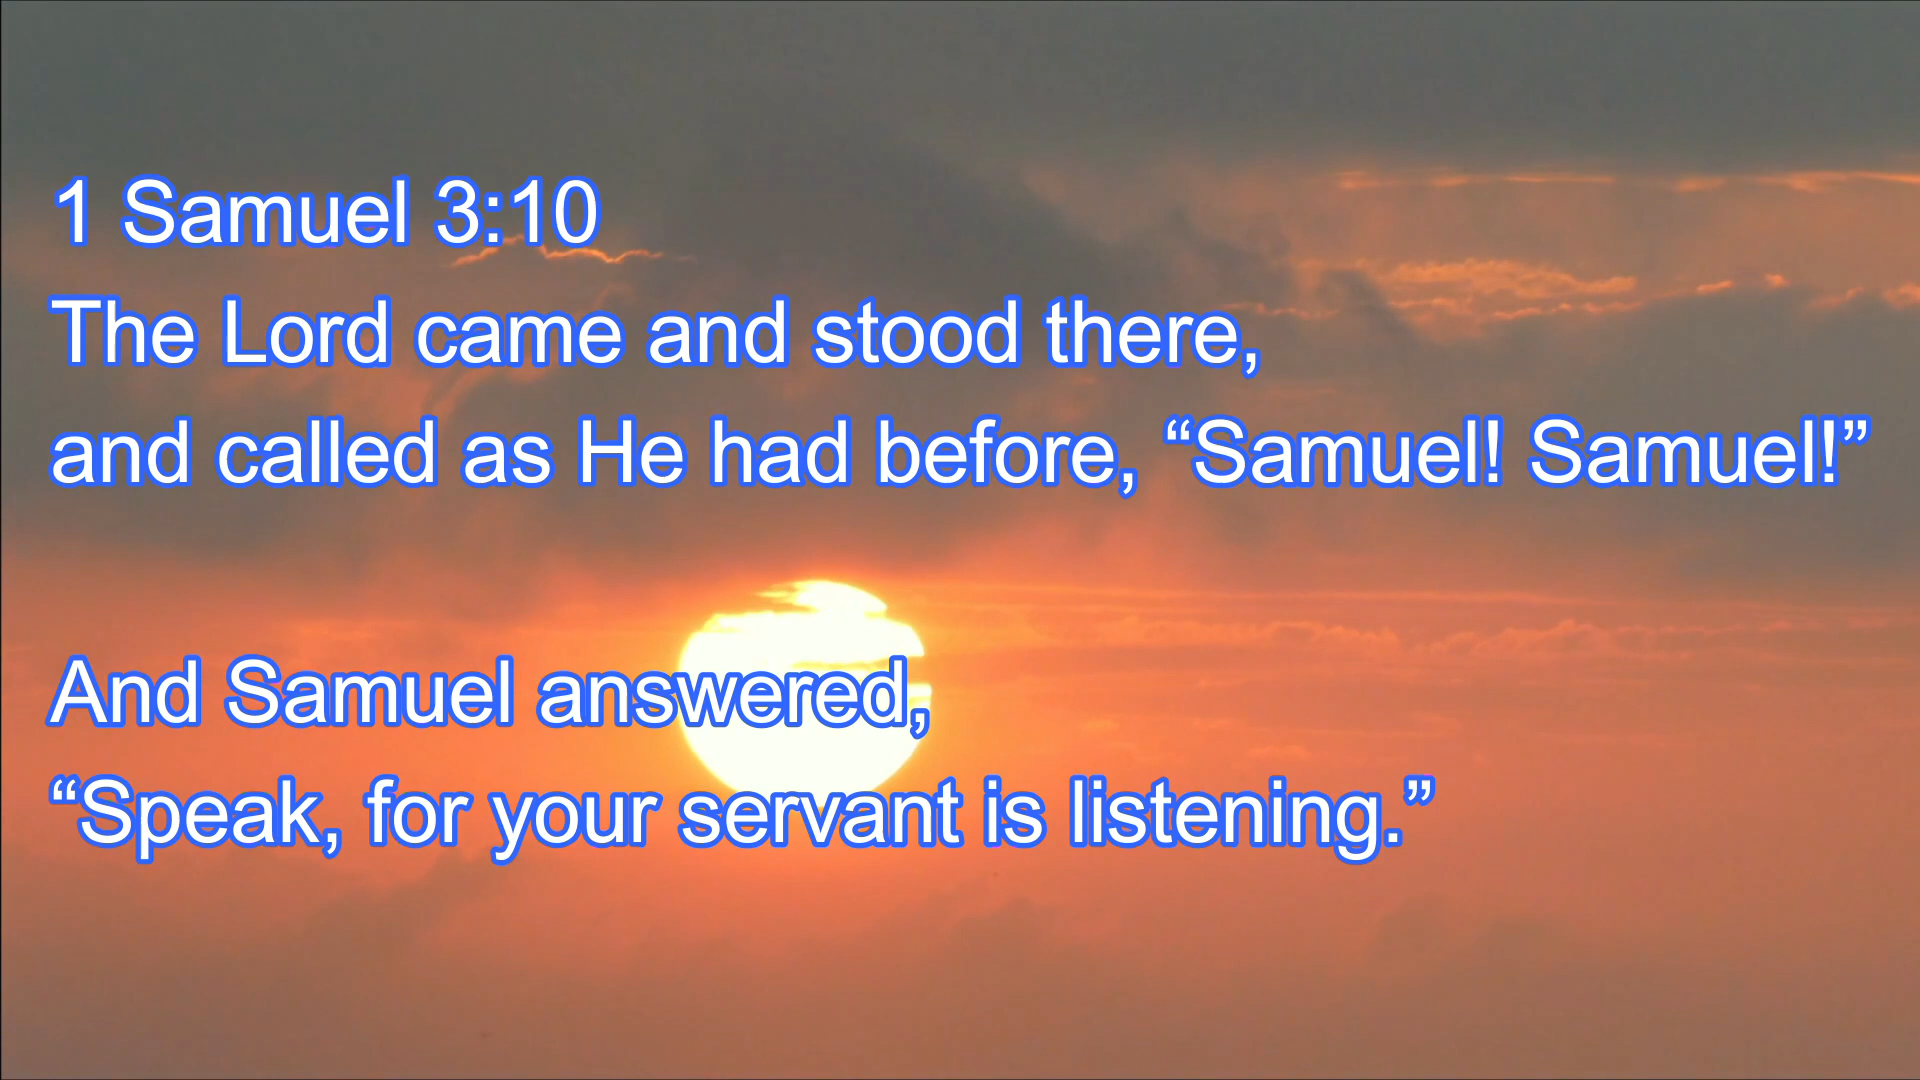 1 Samuel 3:10
The Lord came and stood there,
and called as He had before, “Samuel! Samuel!”
And Samuel answered,
“Speak, for your servant is listening.”